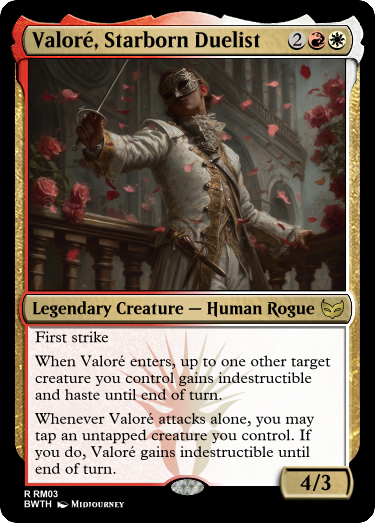 Valoré, Starborn Duelist 2
Legendary Creature — Human Rogue
First strike
When Valoré enters, up to one other target
creature you control gains indestructible
and haste until end of turn.
Whenever Valoré attacks alone, you may
tap an untapped creature you control. If
you do, Valoré gains indestructible until
end of turn.
4/3
R RM03
BWTH Midjourney